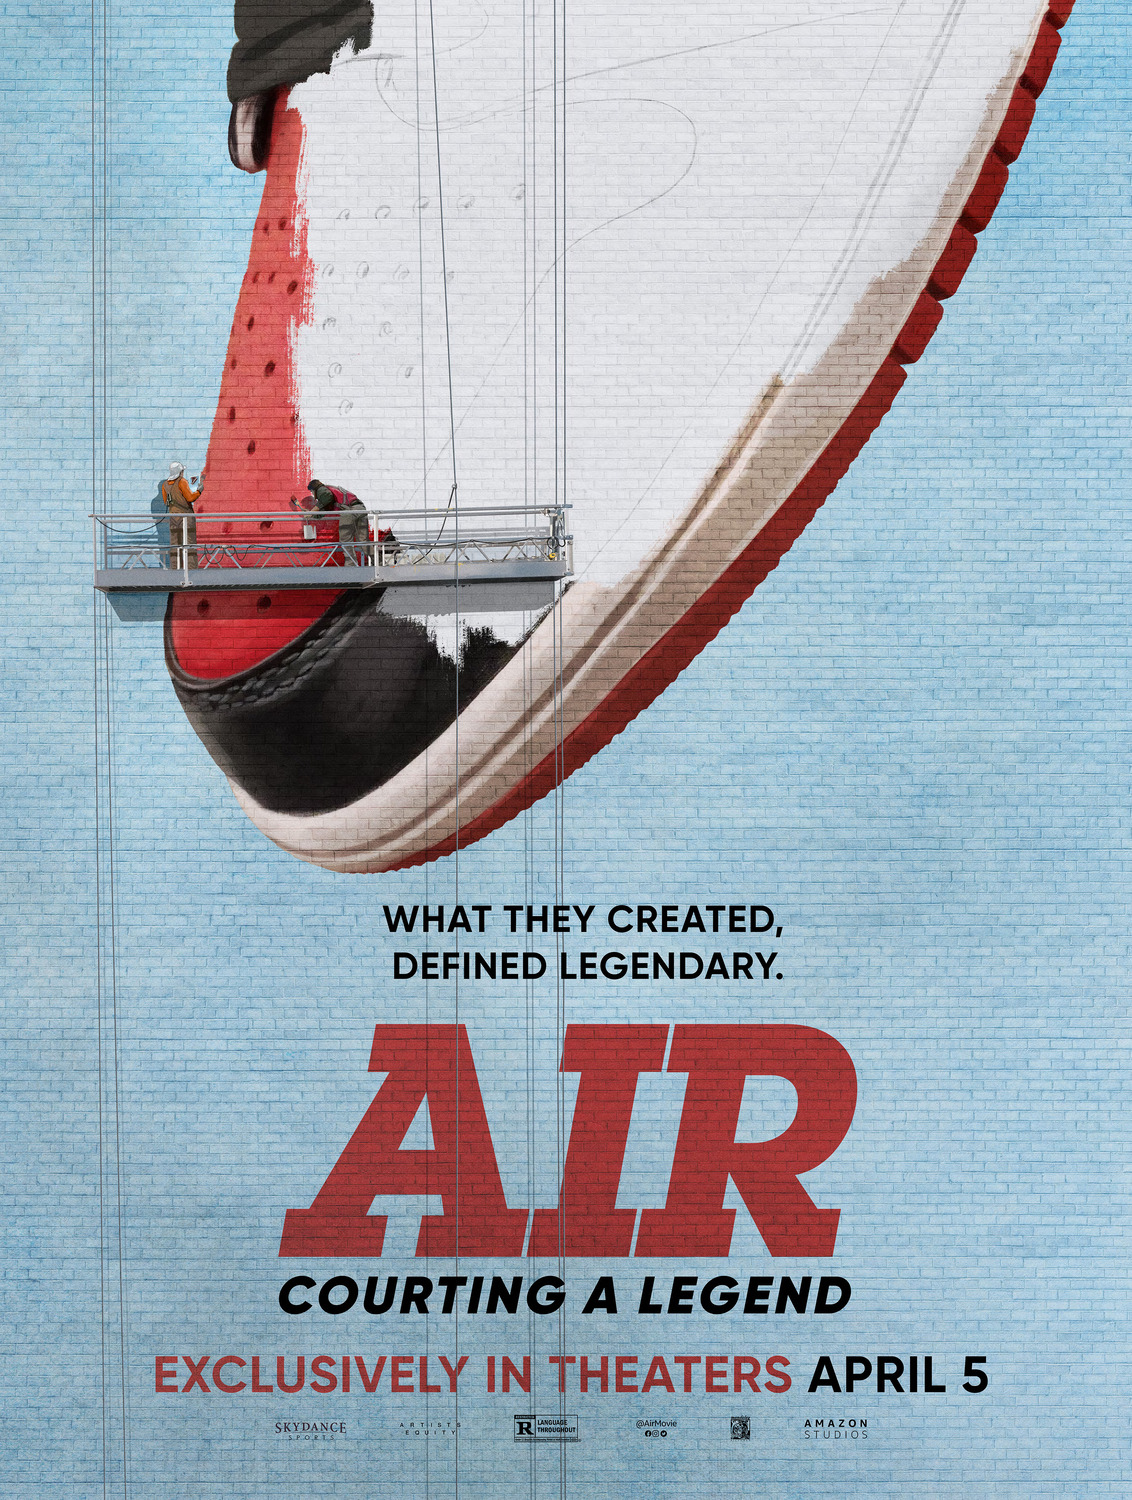 WHAT THEY CREATED,
DEFINED LEGENDARY.
AIR
COURTING A LEGEND
EXCLUSIVELY IN THEATERS APRIL 5
SKYDANCE
SPORTS
ARTISTS
EQUITY
R
LANGUAGE
THROUGHOUT
@AirMovie
AMAZON
STUDIOS